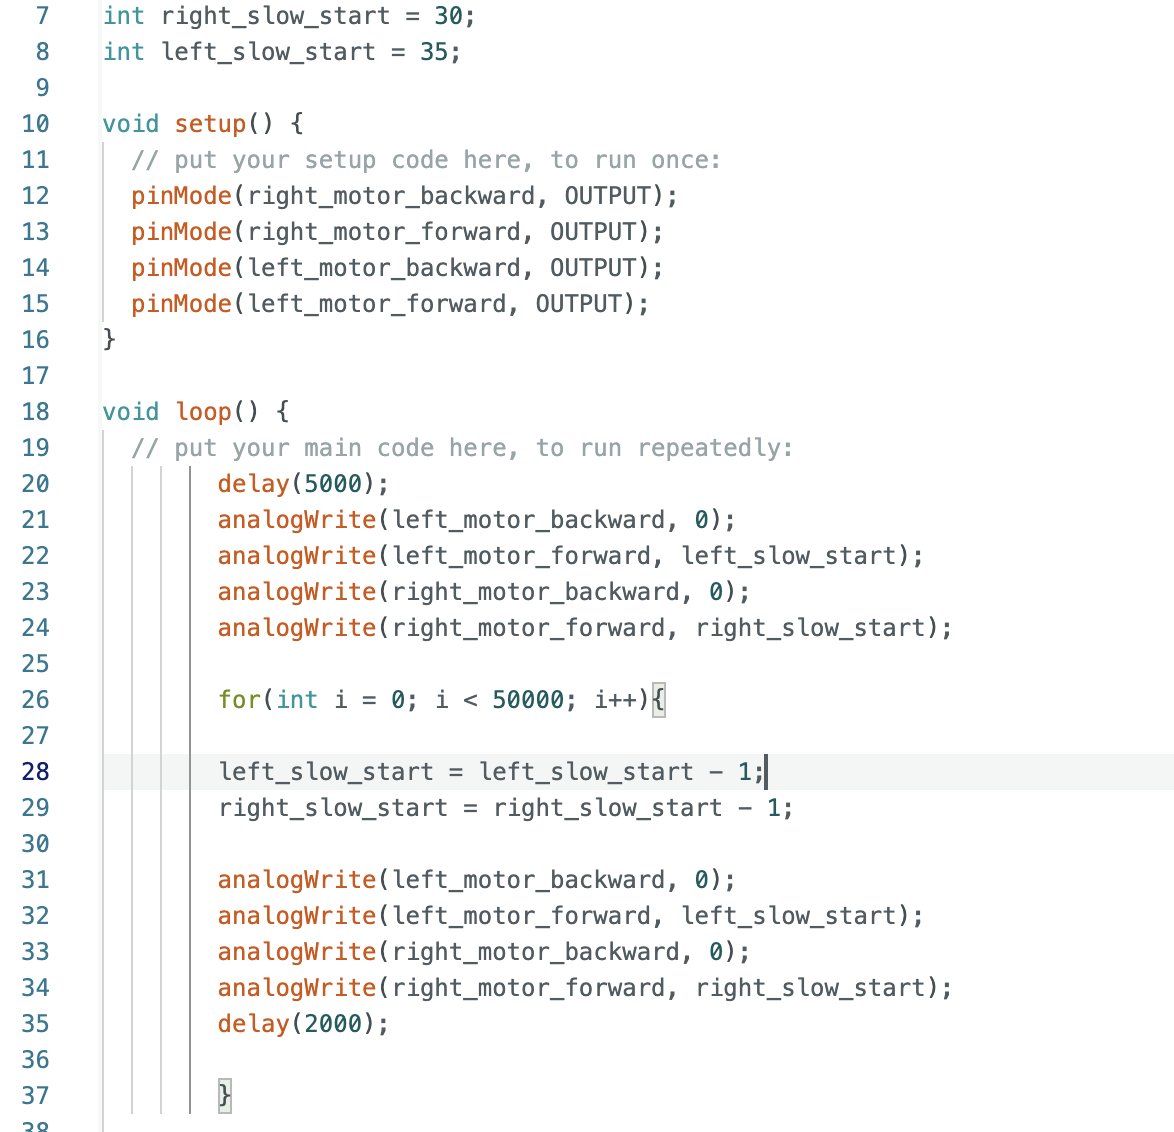 7 int right_slow_start = 30;
8 int left_slow_start = 35;
9
10 void setup() {
11 // put your setup code here, to run once:
12 pinMode(right_motor_backward, OUTPUT);
13 pinMode(right_motor_forward, OUTPUT);
14 pinMode(left_motor_backward, OUTPUT);
15 pinMode(left_motor_forward, OUTPUT);
16 }
17
18 void loop() {
19 // put your main code here, to run repeatedly:
20 delay(5000);
21 analogWrite(left_motor_backward, 0);
22 analogWrite(left_motor_forward, left_slow_start);
23 analogWrite(right_motor_backward, 0);
24 analogWrite(right_motor_forward, right_slow_start);
25
26 for(int i = 0; i < 50000; i++){
27
28 left_slow_start = left_slow_start - 1;
29 right_slow_start = right_slow_start - 1;
30
31 analogWrite(left_motor_backward, 0);
32 analogWrite(left_motor_forward, left_slow_start);
33 analogWrite(right_motor_backward, 0);
34 analogWrite(right_motor_forward, right_slow_start);
35 delay(2000);
36
37 }
38